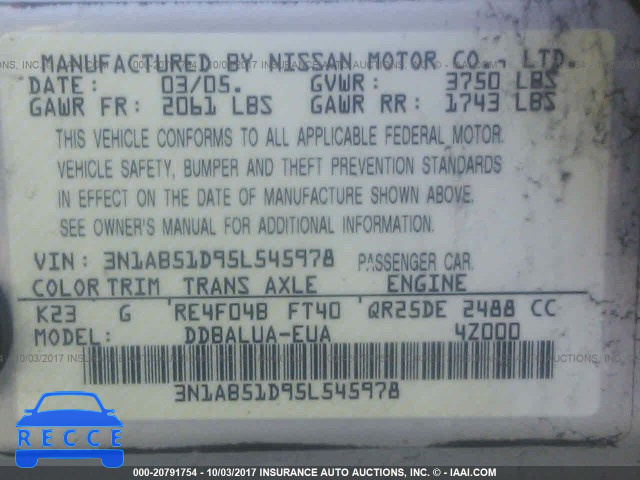 MANUFACTURED BY NISSAN MOTOR CO., LTD.
DATE: 03/05. GVWR: 3750 LBS
GAWR FR: 2061 LBS GAWR RR: 1743 LBS
THIS VEHICLE CONFORMS TO ALL APPLICABLE FEDERAL MOTOR
VEHICLE SAFETY, BUMPER AND THEFT PREVENTION STANDARDS
IN EFFECT ON THE DATE OF MANUFACTURE SHOWN ABOVE.
SEE OWNER'S MANUAL FOR ADDITIONAL INFORMATION.
VIN: 3N1AB51D95L545978 PASSENGER CAR
COLOR TRIM TRANS AXLE ENGINE
K23 G RE4F04B FT40 QR25DE 2488 CC
MODEL: DDBALUA-EUA 4Z000
3N1AB51D95L545978
RECCE
000-20791754 - 10/03/2017 INSURANCE AUTO AUCTIONS, INC. - © IAAI.COM